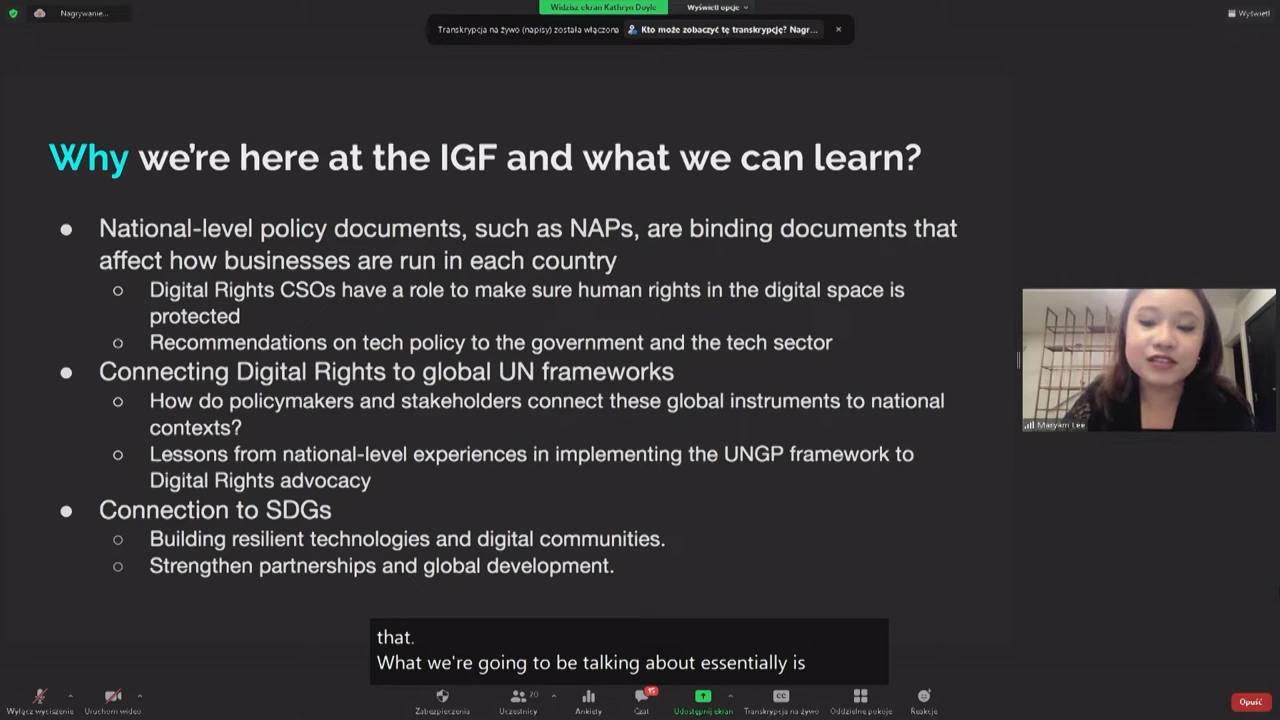 Nagrywanie...
Widzisz ekran Kathryn Doyle
Wyświetl opcje
Wyświetl
Transkrypcja na żywo (napisy) została włączona
Kto może zobaczyć tę transkrypcję? Nagr...
Why we're here at the IGF and what we can learn?
● National-level policy documents, such as NAPs, are binding documents that
affect how businesses are run in each country
○ Digital Rights CSOs have a role to make sure human rights in the digital space is
protected
○ Recommendations on tech policy to the government and the tech sector
● Connecting Digital Rights to global UN frameworks
○ How do policymakers and stakeholders connect these global instruments to national
contexts?
○ Lessons from national-level experiences in implementing the UNGP framework to
Digital Rights advocacy
● Connection to SDGs
○ Building resilient technologies and digital communities.
○ Strengthen partnerships and global development.
Maryam Lee
that.
What we're going to be talking about essentially is
Wyłącz wyciszenie
Uruchom wideo
Zabezpieczenia
Uczestnicy
20
Ankiety
Czat
15
Udostępnij ekran
CC
Transkrypcja na żywo
Oddzielne pokoje
Reakcje
Opuść